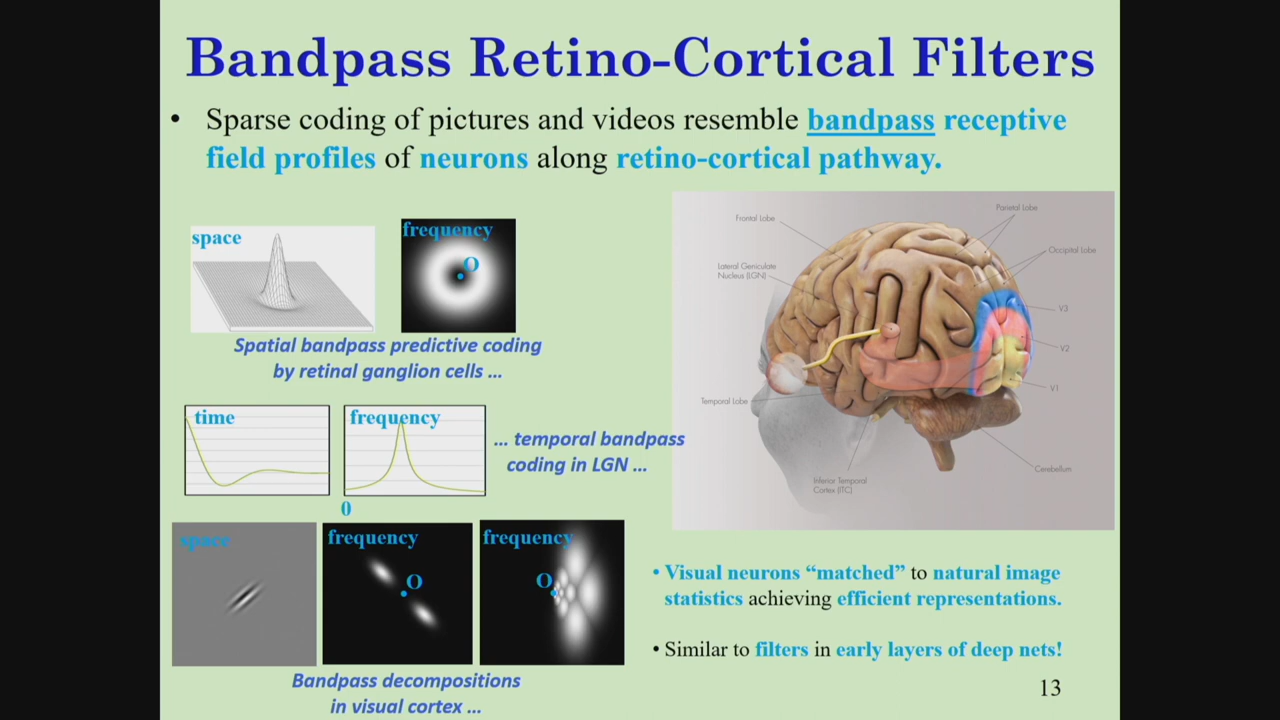 Bandpass Retino-Cortical Filters
• Sparse coding of pictures and videos resemble bandpass receptive
field profiles of neurons along retino-cortical pathway.
space
frequency
O
Spatial bandpass predictive coding
by retinal ganglion cells ...
time
frequency
0
... temporal bandpass
coding in LGN ...
space
frequency
O
frequency
O
Bandpass decompositions
in visual cortex ...
Frontal Lobe
Parietal Lobe
Occipital Lobe
Lateral Geniculate
Nucleus (LGN)
V3
V2
V1
Temporal Lobe
Inferior Temporal
Cortex (ITC)
Cerebellum
• Visual neurons “matched” to natural image
statistics achieving efficient representations.
• Similar to filters in early layers of deep nets!
13